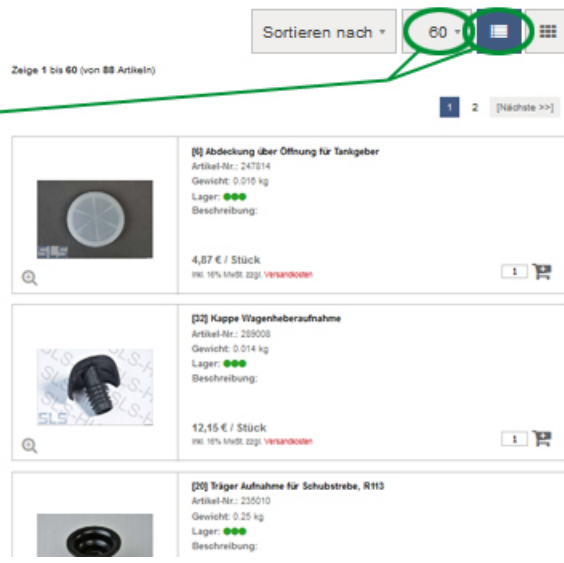 Sortieren nach
60
Zeige 1 bis 60 (von 88 Artikeln)
1 2 [Nächste >>]
[6] Abdeckung über Öffnung für Tankgeber
Artikel-Nr.: 247814
Gewicht: 0.016 kg
Lager:
Beschreibung:
SLS
4,87 € / Stück
inkl. 16% MwSt. zzgl. Versandkosten
1
[32] Kappe Wagenheberaufnahme
Artikel-Nr.: 289008
Gewicht: 0.014 kg
Lager:
Beschreibung:
SLS
12,15 € / Stück
inkl. 16% MwSt. zzgl. Versandkosten
1
[20] Träger Aufnahme für Schubstrebe, R113
Artikel-Nr.: 235010
Gewicht: 0.25 kg
Lager:
Beschreibung: